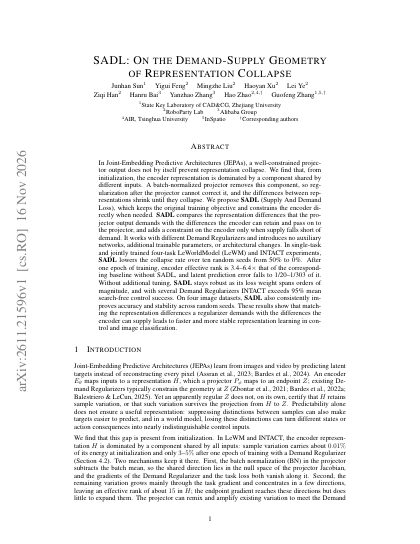 SADL: ON THE DEMAND-SUPPLY GEOMETRY
OF REPRESENTATION COLLAPSE
Junhan Sun¹ Yigui Feng² Mingzhe Liu² Haoyan Xu² Lei Ye²
Ziqi Han² Hanru Bai³ Yanzhao Zhang³ Hao Zhao²,⁴,† Guofeng Zhang¹,⁵,†
¹State Key Laboratory of CAD&CG, Zhejiang University
²RoboParty Lab ³Alibaba Group
⁴AIR, Tsinghua University ⁵InSpatio †Corresponding authors
ABSTRACT
In Joint-Embedding Predictive Architectures (JEPAs), a well-constrained projec-
tor output does not by itself prevent representation collapse. We find that, from
initialization, the encoder representation is dominated by a component shared by
different inputs. A batch-normalized projector removes this component, so reg-
ularization after the projector cannot correct it, and the differences between rep-
resentations shrink until they collapse. We propose SADL (Supply And Demand
Loss), which keeps the original training objective and constrains the encoder di-
rectly when needed. SADL compares the representation differences that the pro-
jector output demands with the differences the encoder can retain and pass on
to the projector, and adds a constraint on the encoder only when supply falls short of demand.
It works with different Demand Regularizers and introduces no auxiliary
networks, additional trainable parameters, or architectural changes. In single-task
and jointly trained four-task LeWorldModel (LeWM) and INTACT experiments,
SADL lowers the collapse rate over ten random seeds from 50% to 0%. After
one epoch of training, encoder effective rank is 3.4–6.4× that of the correspond-
ing baseline without SADL, and latent prediction error falls to 1/20–1/303 of it.
Without additional tuning, SADL stays robust as its loss weight spans orders of
magnitude, and with several Demand Regularizers INTACT exceeds 95% mean
search-free control success. On four image datasets, SADL also consistently im-
proves accuracy and stability across random seeds. These results show that match-
ing the representation differences a regularizer demands with the differences the
encoder can supply leads to faster and more stable representation learning in con-
trol and image classification.
1 INTRODUCTION
Joint-Embedding Predictive Architectures (JEPAs) learn from images and video by predicting latent
targets instead of reconstructing every pixel (Assran et al., 2023; Bardes et al., 2024). An encoder
E_θ maps inputs to a representation H, which a projector P_ϕ maps to an endpoint Z; existing De-
mand Regularizers typically constrain the geometry at Z (Zbontar et al., 2021; Bardes et al., 2022a;
Balestriero & LeCun, 2025). Yet an apparently regular Z does not, on its own, certify that H retains
sample variation, or that such variation survives the projection from H to Z. Predictability alone
does not ensure a useful representation: suppressing distinctions between samples can also make
targets easier to predict, and in a world model, losing these distinctions can turn different states or
action consequences into nearly indistinguishable control inputs.
We find that this gap is present from initialization. In LeWM and INTACT, the encoder represen-
tation H is dominated by a component shared by all inputs: sample variation carries about 0.01%
of its energy at initialization and only 3–5% after one epoch of training with a Demand Regularizer
(Section 4.2). Two mechanisms keep it there. First, the batch normalization (BN) in the projector
subtracts the batch mean, so the shared direction lies in the null space of the projector Jacobian,
and the gradients of the Demand Regularizer and the task loss both vanish along it. Second, the
remaining variation grows mainly through the task gradient and concentrates in a few directions,
leaving an effective rank of about 15 in H; the endpoint gradient reaches these directions but does
little to expand them. The projector can remix and amplify existing variation to meet the Demand
1
arXiv:2611.21596v1 [cs.RO] 16 Nov 2026